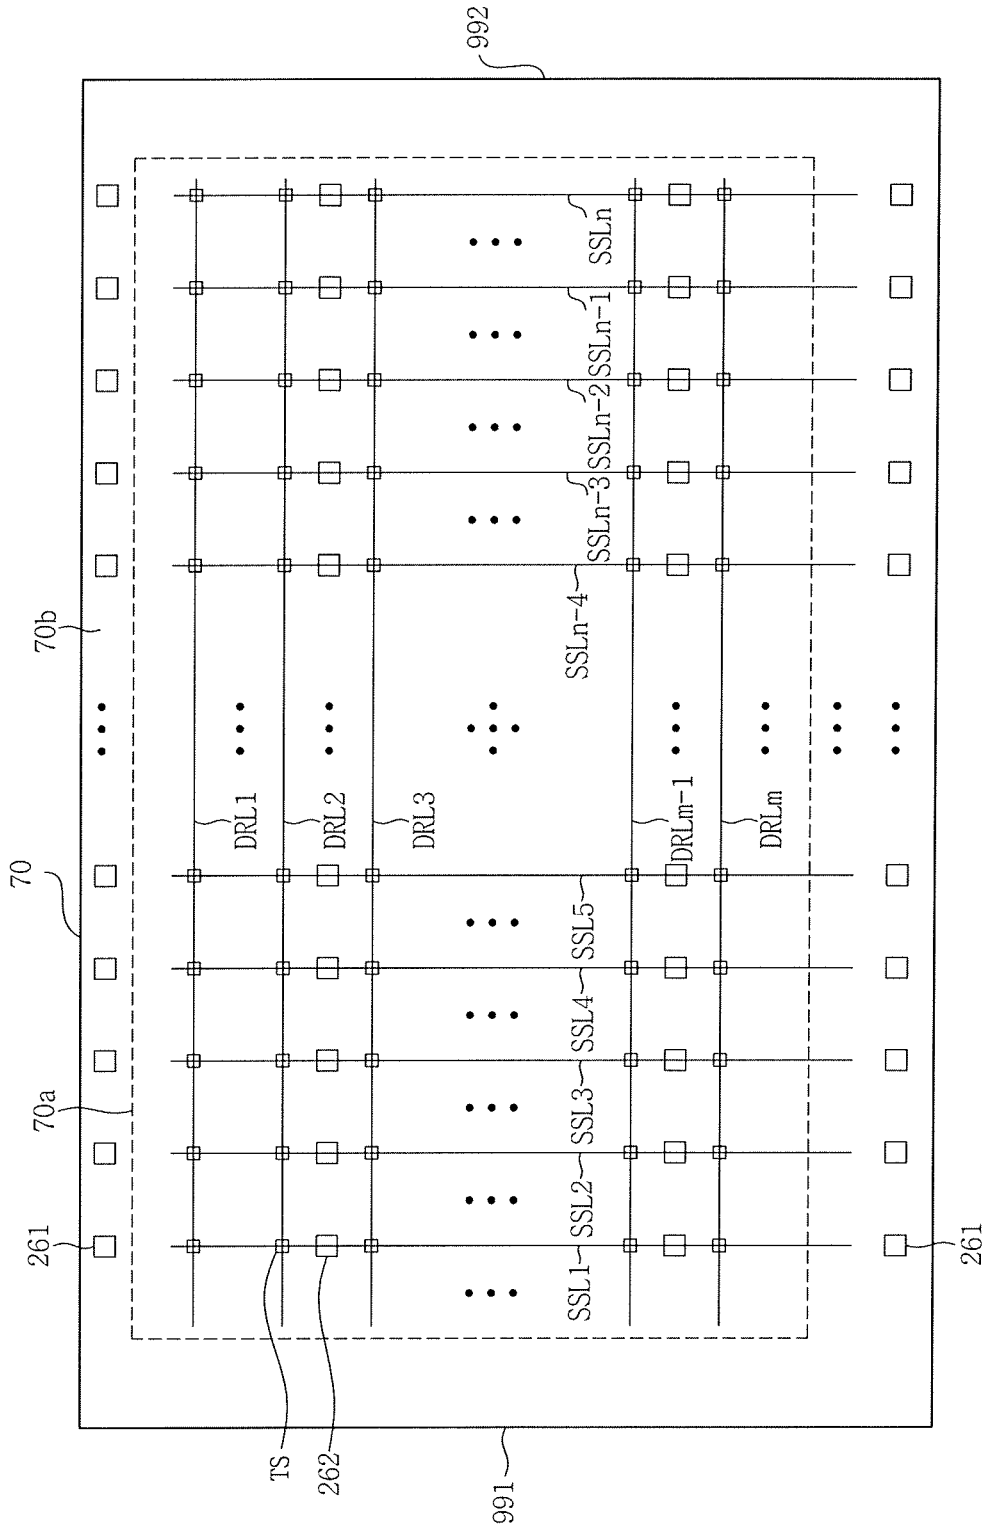 992
SSLn
SSLn-1
SSLn-2
SSLn-3
SSLn-4
70b
DRL1
DRL2
DRL3
DRLm-1
DRLm
70
SSL5
SSL4
SSL3
SSL2
SSL1
70a
261
261
TS
262
991